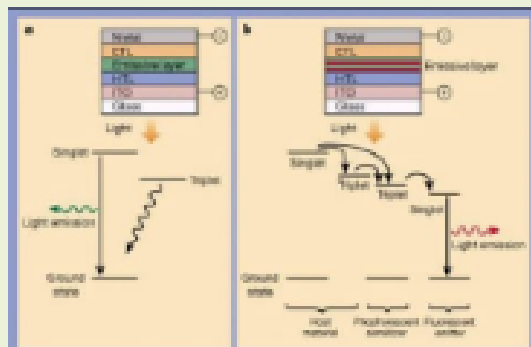 a
Metal
ETL
Emissive layer
HTL
ITO
Glass
Light
Singlet
Triplet
Light emission
Ground
state
b
Metal
ETL
Emissive layer
HTL
ITO
Glass
Light
Singlet
Triplet
Triplet
Singlet
Light emission
Ground
state
Host
material
Phosphorescent
sensitizer
Fluorescent
emitter